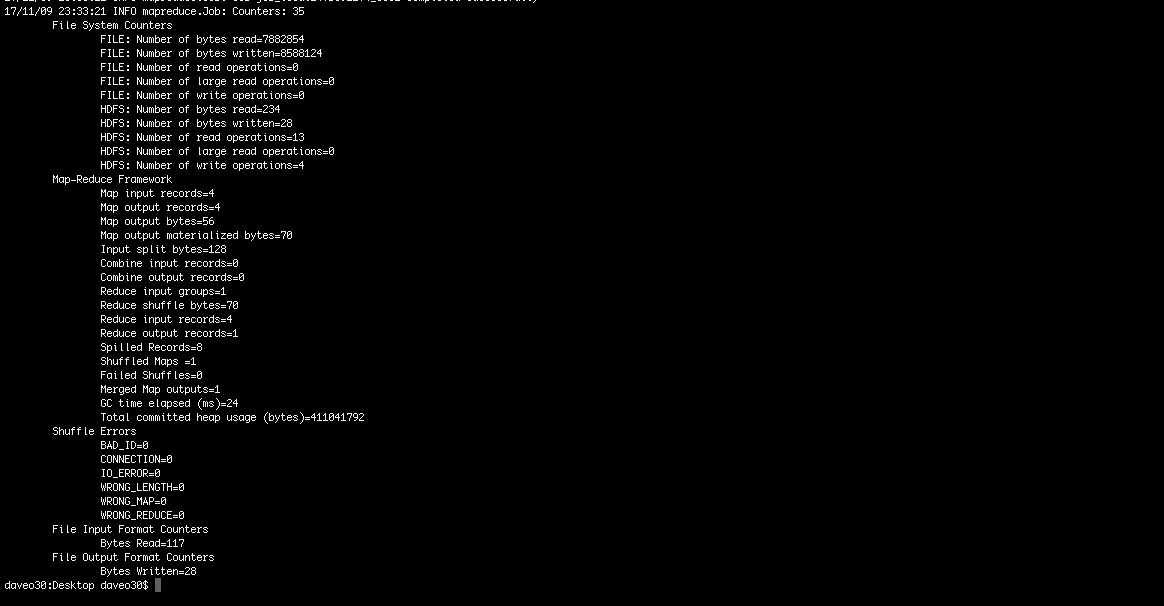 17/11/09 23:33:21 INFO mapreduce.Job: Counters: 35
File System Counters
FILE: Number of bytes read=7882854
FILE: Number of bytes written=8588124
FILE: Number of read operations=0
FILE: Number of large read operations=0
FILE: Number of write operations=0
HDFS: Number of bytes read=234
HDFS: Number of bytes written=28
HDFS: Number of read operations=13
HDFS: Number of large read operations=0
HDFS: Number of write operations=4
Map-Reduce Framework
Map input records=4
Map output records=4
Map output bytes=56
Map output materialized bytes=70
Input split bytes=128
Combine input records=0
Combine output records=0
Reduce input groups=1
Reduce shuffle bytes=70
Reduce input records=4
Reduce output records=1
Spilled Records=8
Shuffled Maps =1
Failed Shuffles=0
Merged Map outputs=1
GC time elapsed (ms)=24
Total committed heap usage (bytes)=411041792
Shuffle Errors
BAD_ID=0
CONNECTION=0
IO_ERROR=0
WRONG_LENGTH=0
WRONG_MAP=0
WRONG_REDUCE=0
File Input Format Counters
Bytes Read=117
File Output Format Counters
Bytes Written=28
daveo30:Desktop daveo30$